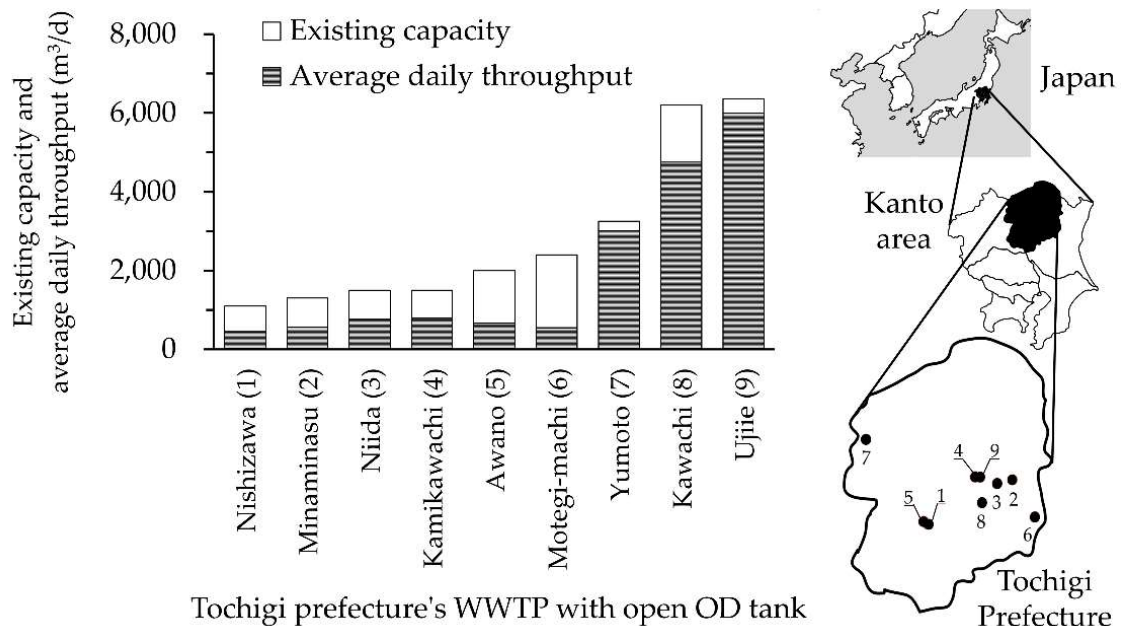 Existing capacity and
average daily throughput (m³/d)
8,000
6,000
4,000
2,000
0
Existing capacity
Average daily throughput
Nishizawa (1)
Minaminasu (2)
Niida (3)
Kamikawachi (4)
Awano (5)
Motegi-machi (6)
Yumoto (7)
Kawachi (8)
Ujiie (9)
Tochigi prefecture's WWTP with open OD tank
Japan
Kanto
area
7
4 9
3 2
5 1
8
6
Tochigi
Prefecture